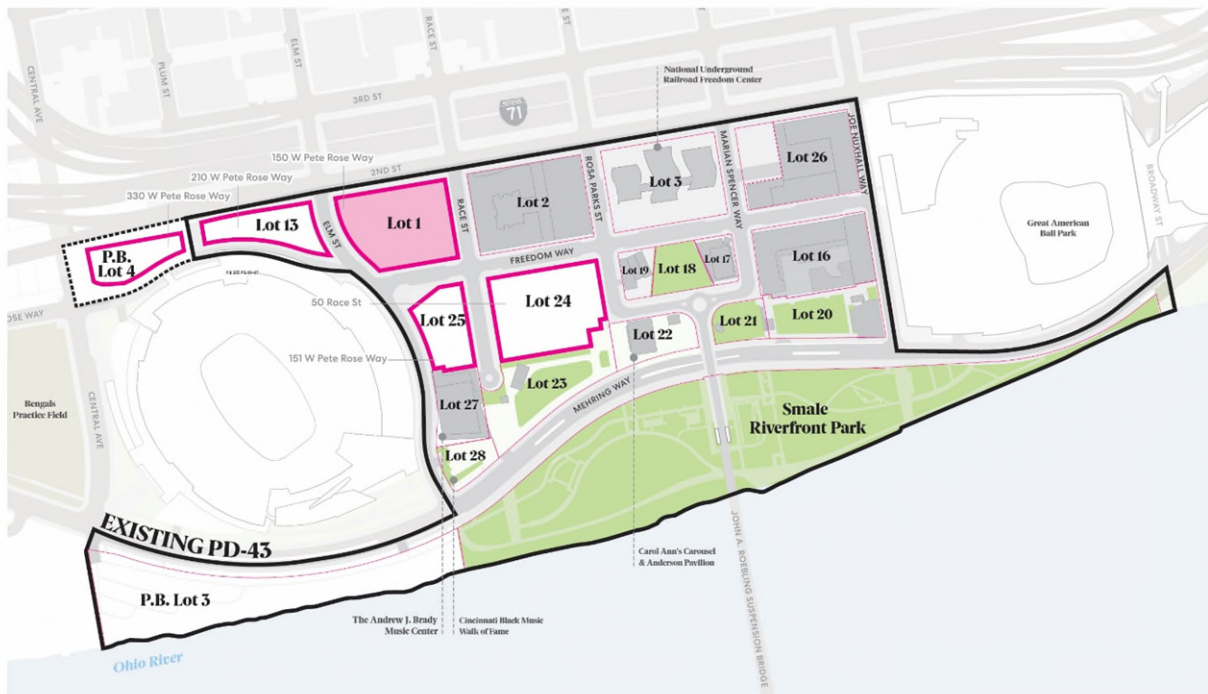 CENTRAL AVE
PLUM ST
ELM ST
RACE ST
3RD ST
INTERSTATE
71
National Underground
Railroad Freedom Center
150 W Pete Rose Way
210 W Pete Rose Way
330 W Pete Rose Way
2ND ST
ROSA PARKS ST
MARIAN SPENCER WAY
JOE NUXHALL WAY
BROADWAY ST
Lot 26
Lot 3
Lot 2
Lot 1
Lot 13
ELM ST
RACE ST
P.B.
Lot 4
Great American
Ball Park
FREEDOM WAY
Lot 19
Lot 18
Lot 17
Lot 16
50 Race St
Lot 24
Lot 25
Lot 20
Lot 21
Lot 22
151 W Pete Rose Way
OSE WAY
Lot 23
MEHRING WAY
Lot 27
Bengals
Practice Field
CENTRAL AVE
Smale
Riverfront Park
Lot 28
EXISTING PD-43
JOHN A. ROEBLING SUSPENSION BRIDGE
Carol Ann's Carousel
& Anderson Pavilion
P.B. Lot 3
The Andrew J. Brady
Music Center
Cincinnati Black Music
Walk of Fame
Ohio River